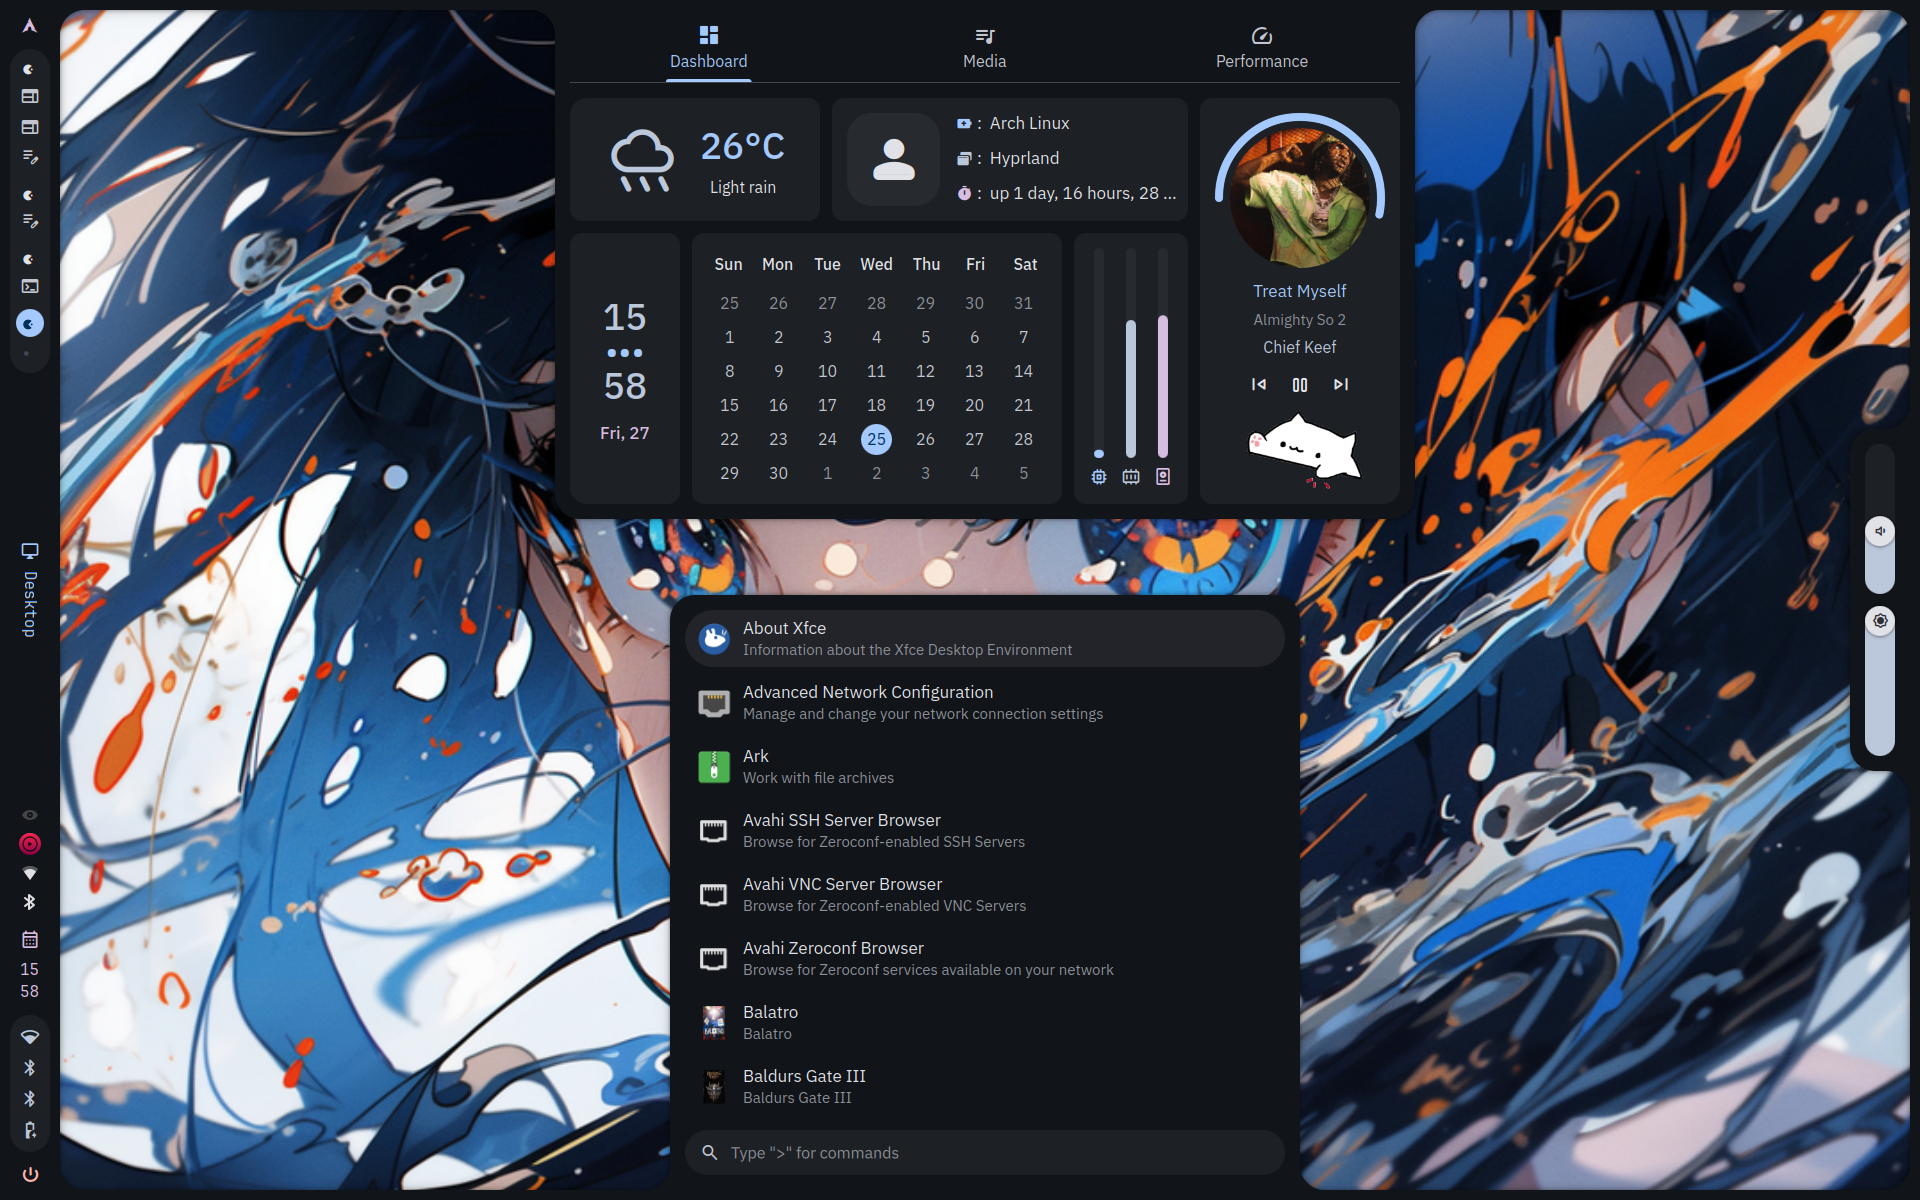 Dashboard
Media
Performance
26°C
Light rain
: Arch Linux
: Hyprland
: up 1 day, 16 hours, 28 ...
15
58
Fri, 27
Sun Mon Tue Wed Thu Fri Sat
25 26 27 28 29 30 31
1 2 3 4 5 6 7
8 9 10 11 12 13 14
15 16 17 18 19 20 21
22 23 24 25 26 27 28
29 30 1 2 3 4 5
Treat Myself
Almighty So 2
Chief Keef
Desktop
15
58
About Xfce
Information about the Xfce Desktop Environment
Advanced Network Configuration
Manage and change your network connection settings
Ark
Work with file archives
Avahi SSH Server Browser
Browse for Zeroconf-enabled SSH Servers
Avahi VNC Server Browser
Browse for Zeroconf-enabled VNC Servers
Avahi Zeroconf Browser
Browse for Zeroconf services available on your network
Balatro
Balatro
Baldurs Gate III
Baldurs Gate III
Type ">" for commands